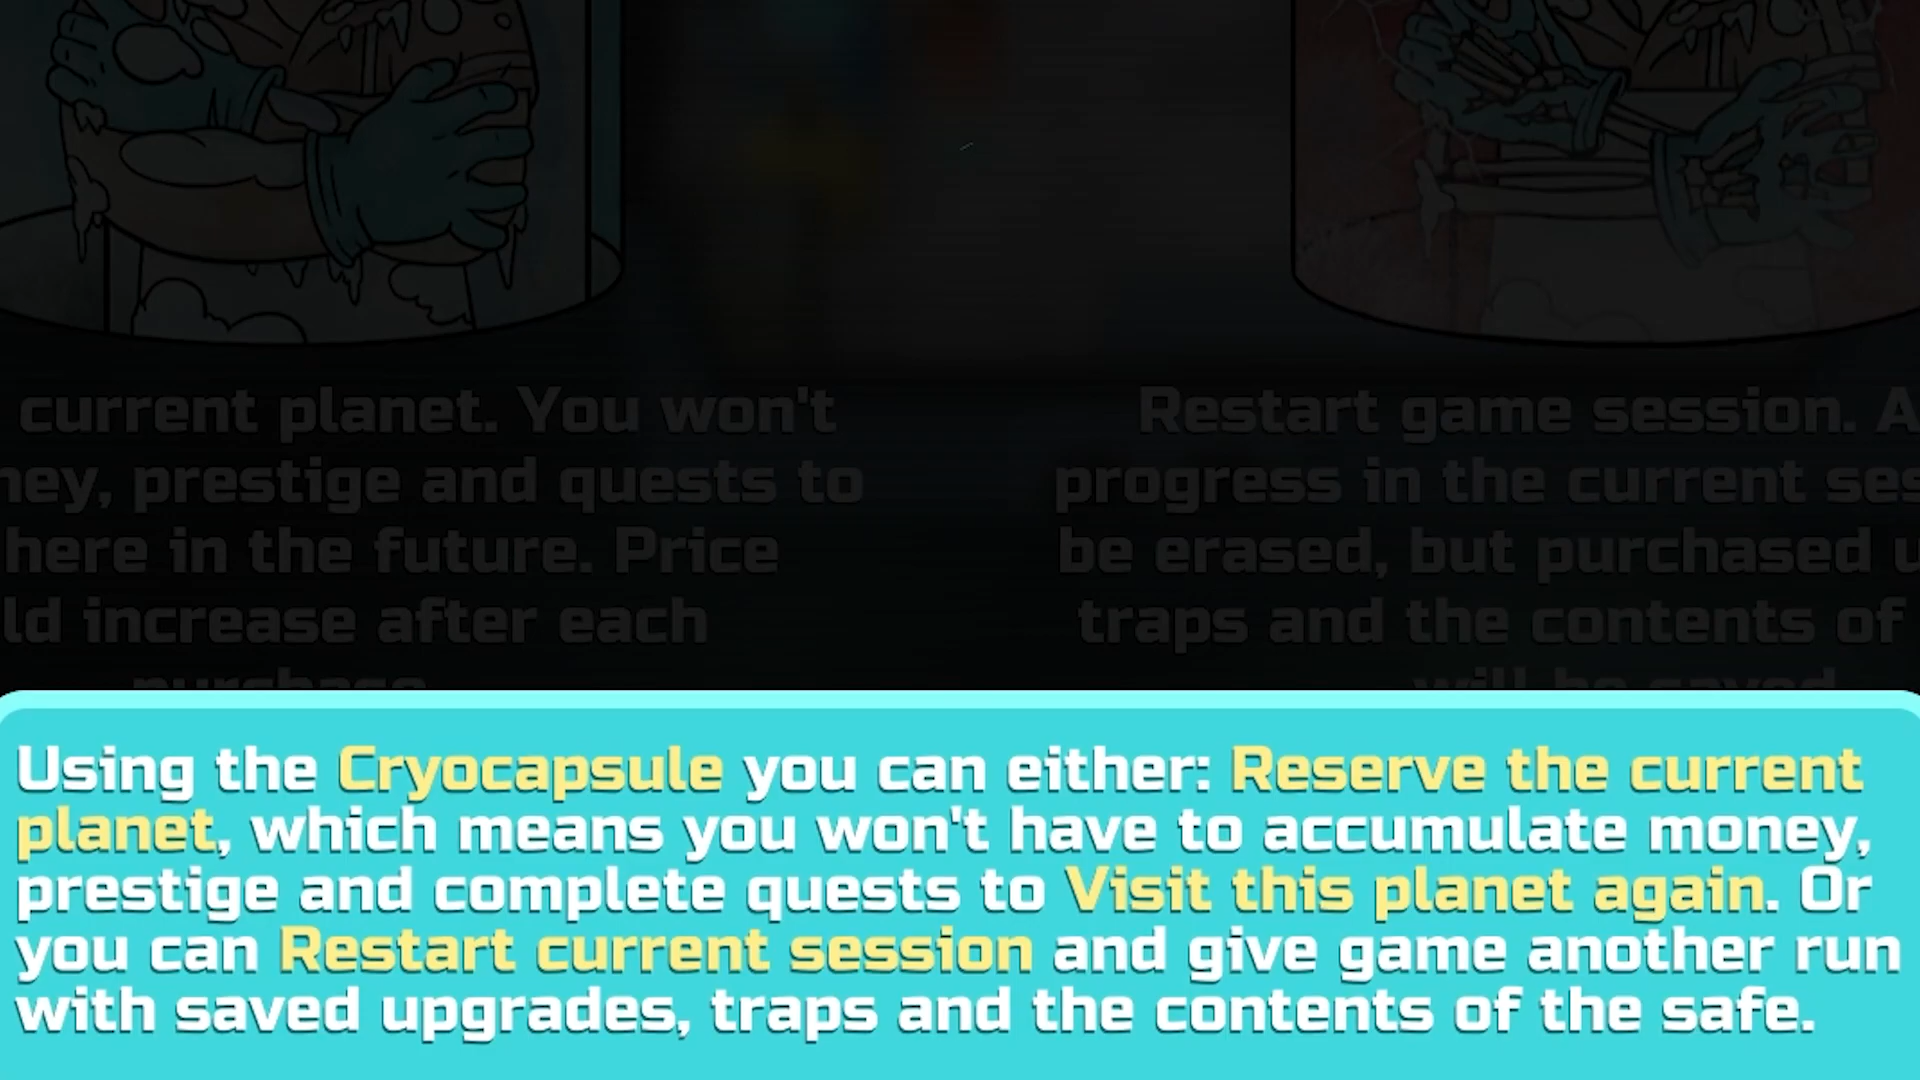 current planet. You won't
prestige and quests to
here in the future. Price
increase after each
purchase
Restart game session.
progress in the current
be erased, but purchased
traps and the contents of
will be saved
Using the Cryocapsule you can either: Reserve the current
planet, which means you won't have to accumulate money,
prestige and complete quests to Visit this planet again. Or
you can Restart current session and give game another run
with saved upgrades, traps and the contents of the safe.